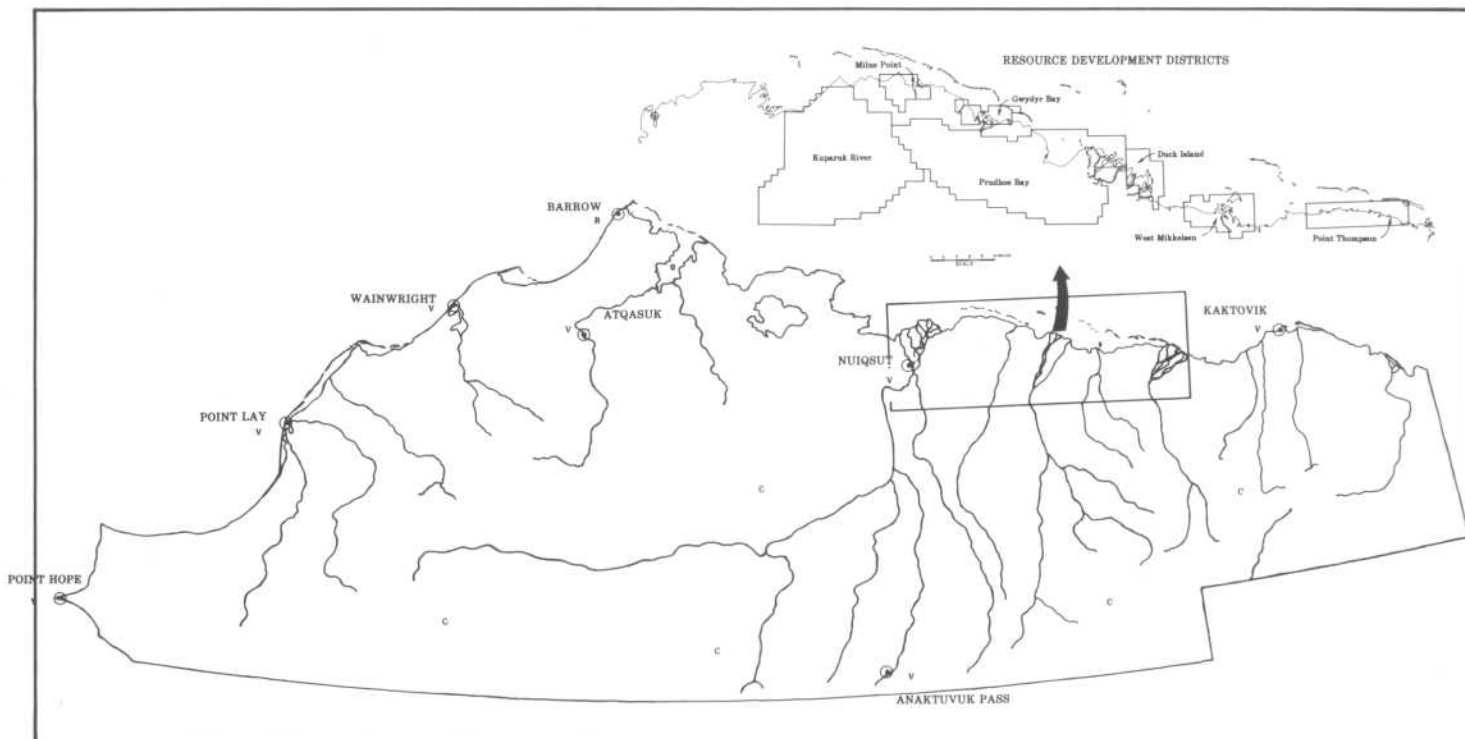 RESOURCE DEVELOPMENT DISTRICTS
Milne Point
Gwydyr Bay
Kuparuk River
Duck Island
Prudhoe Bay
West Mikkelsen
Point Thompson
SCALE
BARROW
B
WAINWRIGHT
V
ATQASUK
V
KAKTOVIK
V
NUIQSUT
V
POINT LAY
V
C
C
POINT HOPE
V
C
C
C
V
ANAKTUVUK PASS